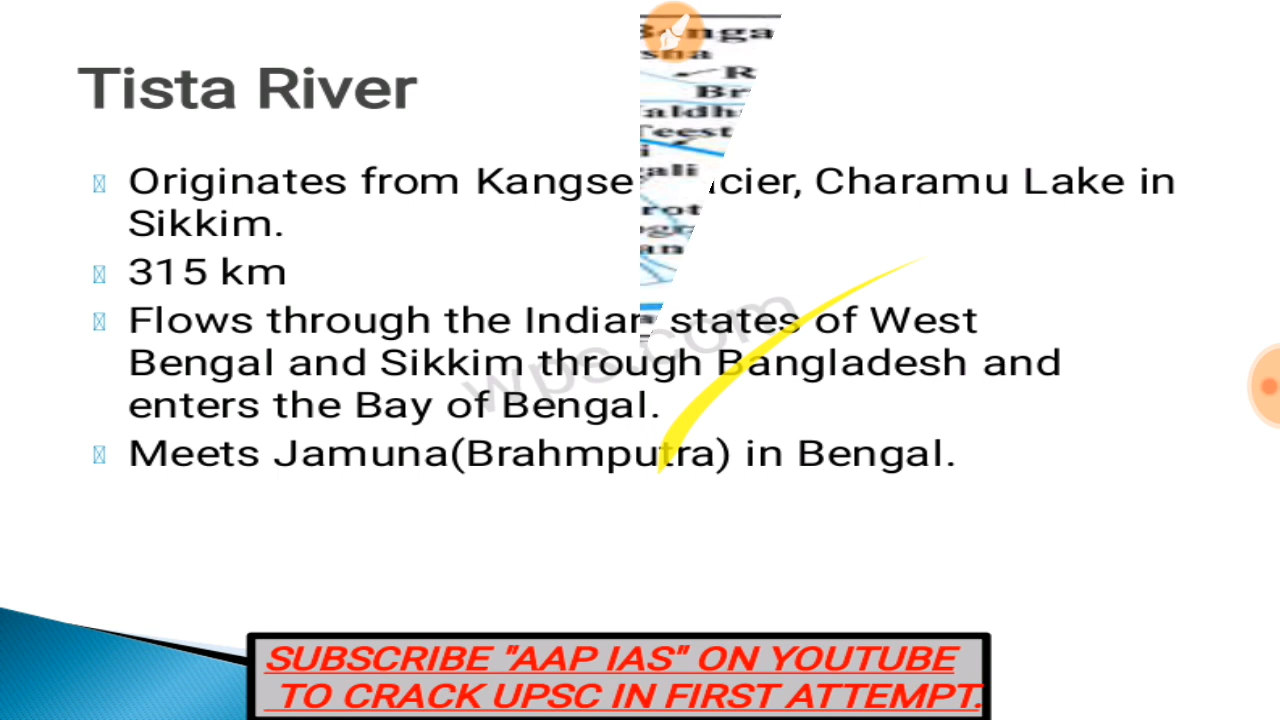 Tista River
Originates from Kangse cier, Charamu Lake in
Sikkim.
315 km
Flows through the Indian states of West
Bengal and Sikkim through Bangladesh and
enters the Bay of Bengal.
Meets Jamuna(Brahmputra) in Bengal.
wps.com
SUBSCRIBE "AAP IAS" ON YOUTUBE
TO CRACK UPSC IN FIRST ATTEMPT.